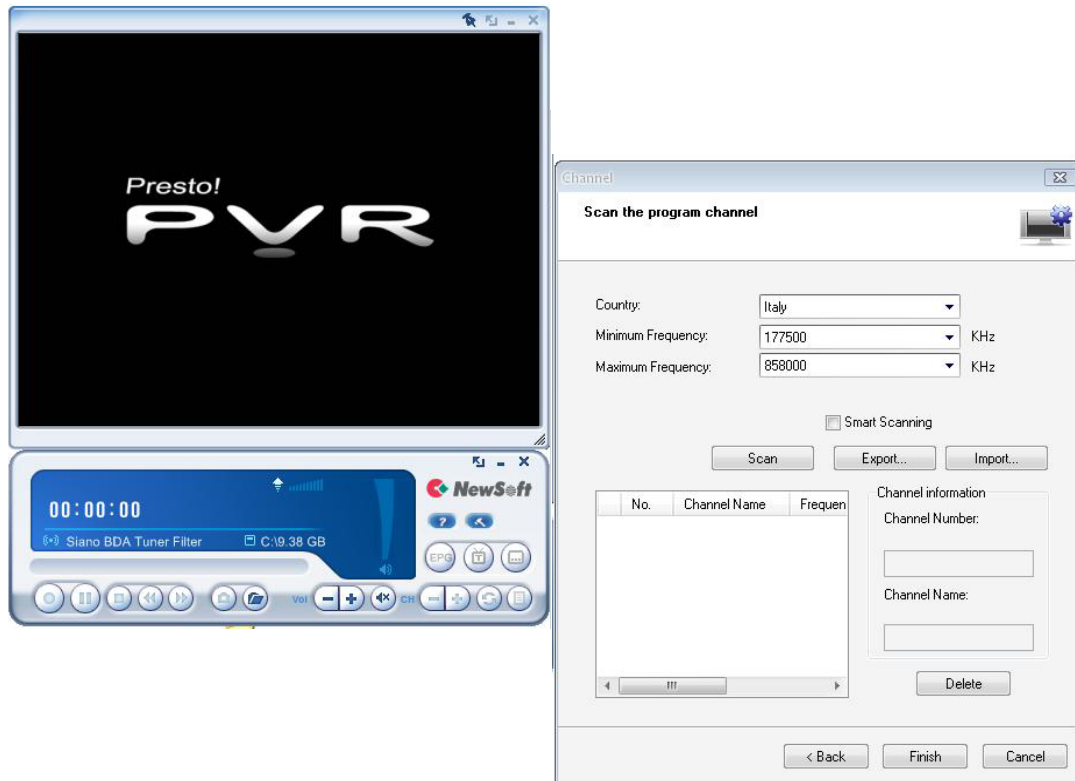 Presto!
PVR
NewSoft
00:00:00
Siano BDA Tuner Filter C:\9.38 GB
EPG
Vol CH
Channel
Scan the program channel
Country: Italy
Minimum Frequency: 177500 KHz
Maximum Frequency: 858000 KHz
Smart Scanning
Scan Export... Import...
No. Channel Name Frequen
Channel information
Channel Number:
Channel Name:
Delete
< Back Finish Cancel